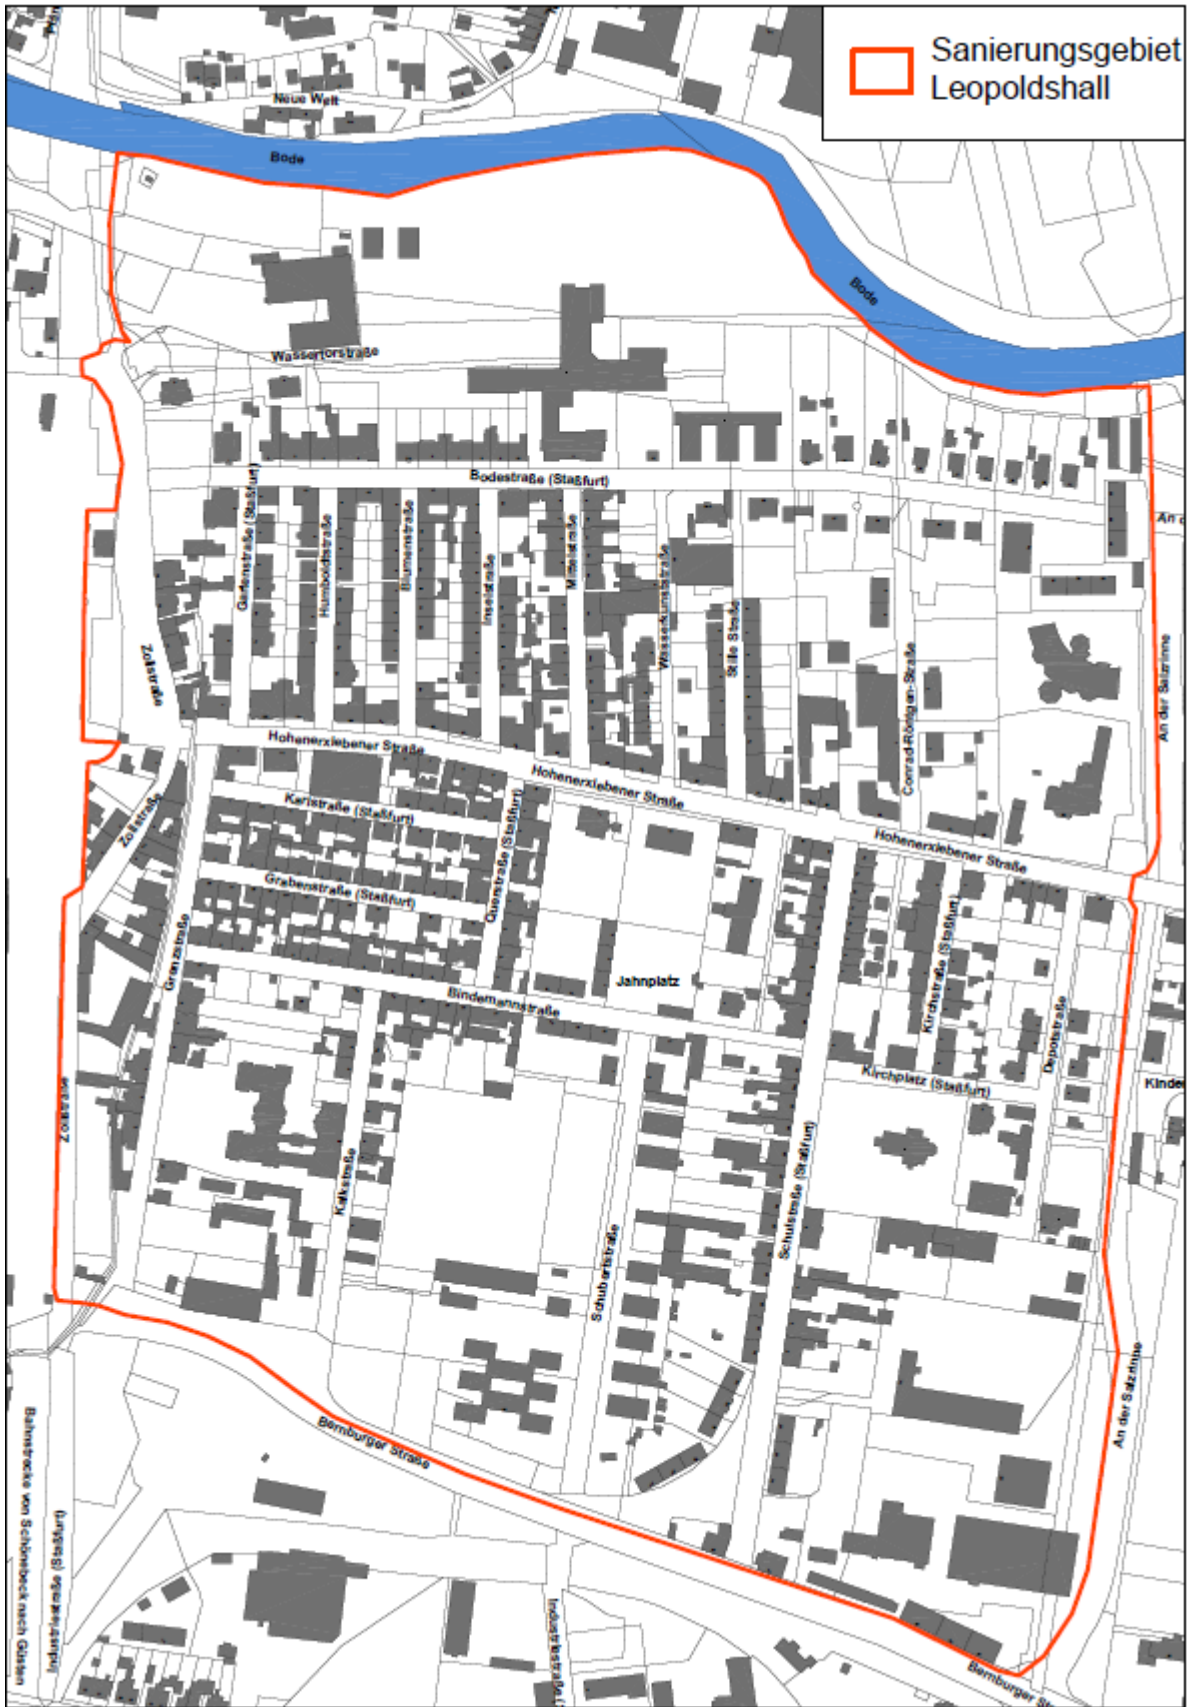 Sanierungsgebiet
Leopoldshall
Neue Welt
Bode
Bode
Wassertorstraße
Bodestraße (Staßfurt)
Gartenstraße (Staßfurt)
Humboldtstraße
Blumenstraße
Inselstraße
Mittelstraße
Wasserkunststraße
Stille Straße
Conrad-Röntgen-Straße
An der Salzrinne
Zollstraße
Hohenerxlebener Straße
Hohenerxlebener Straße
Hohenerxlebener Straße
Karlstraße (Staßfurt)
Zollstraße
Querstraße (Staßfurt)
Grabenstraße (Staßfurt)
Grenzstraße
Jahnplatz
Bindemannstraße
Kirchstraße (Staßfurt)
Depotstraße
Kirchplatz (Staßfurt)
Kinde
Zollstraße
Kalkstraße
Schulstraße (Staßfurt)
Schubertstraße
An der Salzrinne
Bernburger Straße
Bahnstrecke von Schönebeck nach Güsten
Industriestraße (Staßfurt)
Industriestraße (
Bernburger St